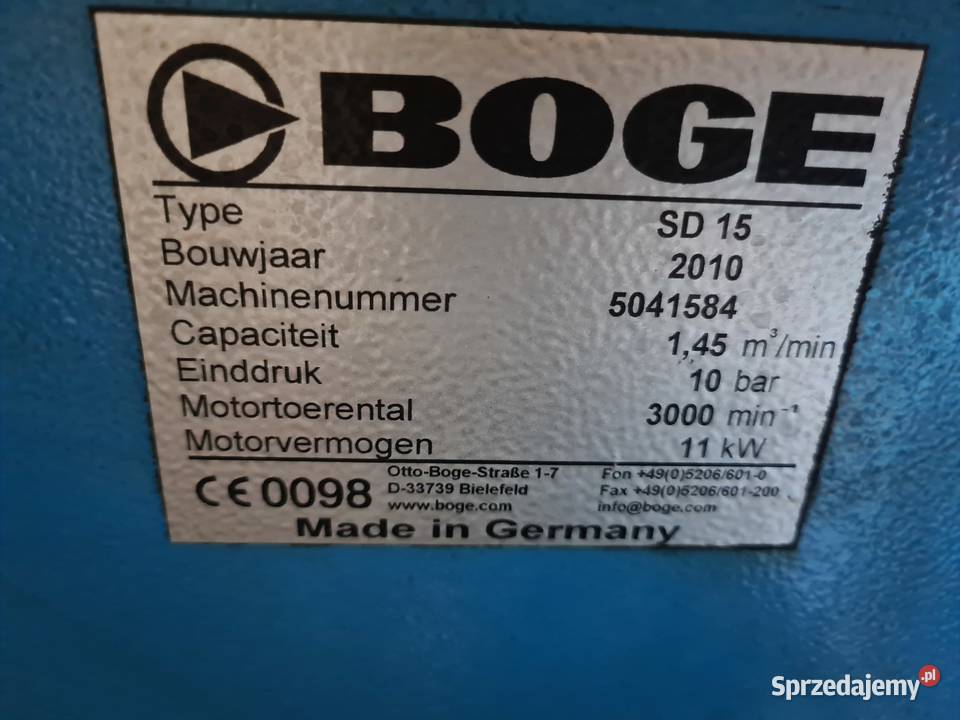 BOGE
Type SD 15
Bouwjaar 2010
Machinenummer 5041584
Capaciteit 1,45 m³/min
Einddruk 10 bar
Motortoerental 3000 min⁻¹
Motorvermogen 11 kW
CE 0098 Otto-Boge-Straße 1-7 Fon +49(0)5206/601-0
D-33739 Bielefeld Fax +49(0)5206/601-200
www.boge.com info@boge.com
Made in Germany
Sprzedajemy.pl